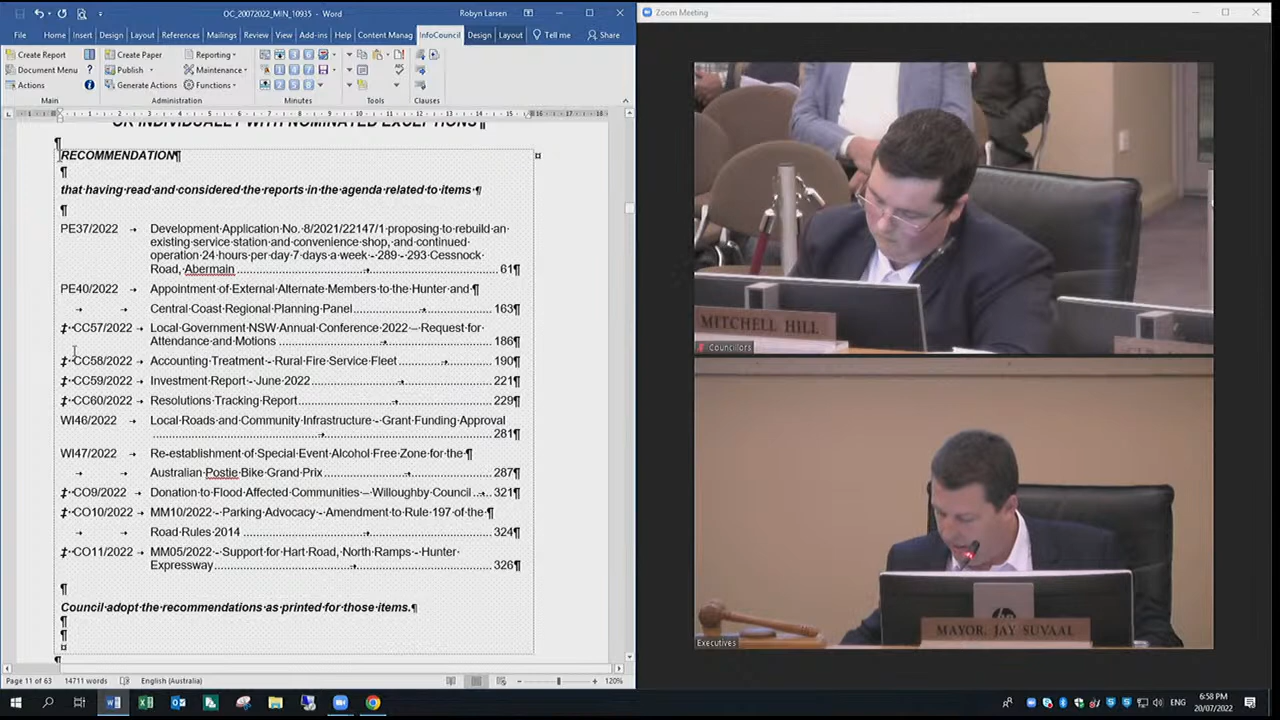 OC_20072022_MIN_10935 - Word
Robyn Larsen
Zoom Meeting
File Home Insert Design Layout References Mailings Review View Add-ins Help Content Manag InfoCouncil Design Layout Tell me Share
Create Report Create Paper Reporting
Document Menu Publish Maintenance
Actions Generate Actions Functions
Main Administration Minutes Tools Clauses
OR INDIVIDUALLY WITH NOMINATED EXCEPTIONS¶
RECOMMENDATION¶
that having read and considered the reports in the agenda related to items ¶
PE37/2022 Development Application No. 8/2021/22147/1 proposing to rebuild an
existing service station and convenience shop, and continued
operation 24 hours per 7 days a week - 289 - 293 Cessnock
Road, Abermain 61¶
PE40/2022 Appointment of External Alternate Members to the Hunter and ¶
Central Coast Regional Planning Panel 163¶
‡ CC57/2022 Local Government NSW Annual Conference 2022 – Request for
Attendance and Motions 186¶
‡ CC58/2022 Accounting Treatment - Rural Fire Service Fleet 190¶
‡ CC59/2022 Investment Report - June 2022 221¶
‡ CC60/2022 Resolutions Tracking Report 229¶
WI46/2022 Local Roads and Community Infrastructure - Grant Funding Approval
281¶
WI47/2022 Re-establishment of Special Event Alcohol Free Zone for the ¶
Australian Postie Bike Grand Prix 287¶
‡ CO9/2022 Donation to Flood Affected Communities – Willoughby Council 321¶
‡ CO10/2022 MM10/2022 - Parking Advocacy - Amendment to Rule 197 of the ¶
Road Rules 2014 324¶
‡ CO11/2022 MM05/2022 - Support for Hart Road, North Ramps - Hunter
Expressway 326¶
Council adopt the recommendations as printed for those items.¶
Page 11 of 63 14711 words English (Australia) 120%
MITCHELL HILL
Councillors
hp
MAYOR, JAY SUVAAL
Executives
ENG
6:58 PM
20/07/2022